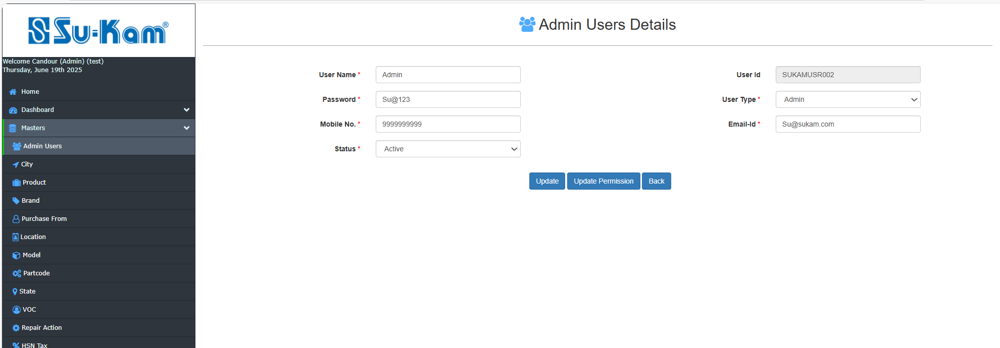 Su-Kam®
Welcome Candour (Admin) (test)
Thursday, June 19th 2025
Home
Dashboard
Masters
Admin Users
City
Product
Brand
Purchase From
Location
Model
Partcode
State
VOC
Repair Action
HSN Tax
Admin Users Details
User Name * Admin
User Id SUKAMUSR002
Password * Su@123
User Type * Admin
Mobile No. * 9999999999
Email-Id * Su@sukam.com
Status * Active
Update Update Permission Back